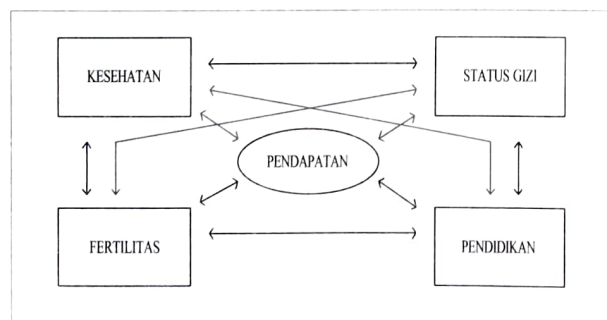 KESEHATAN
STATUS GIZI
PENDAPATAN
FERTILITAS
PENDIDIKAN